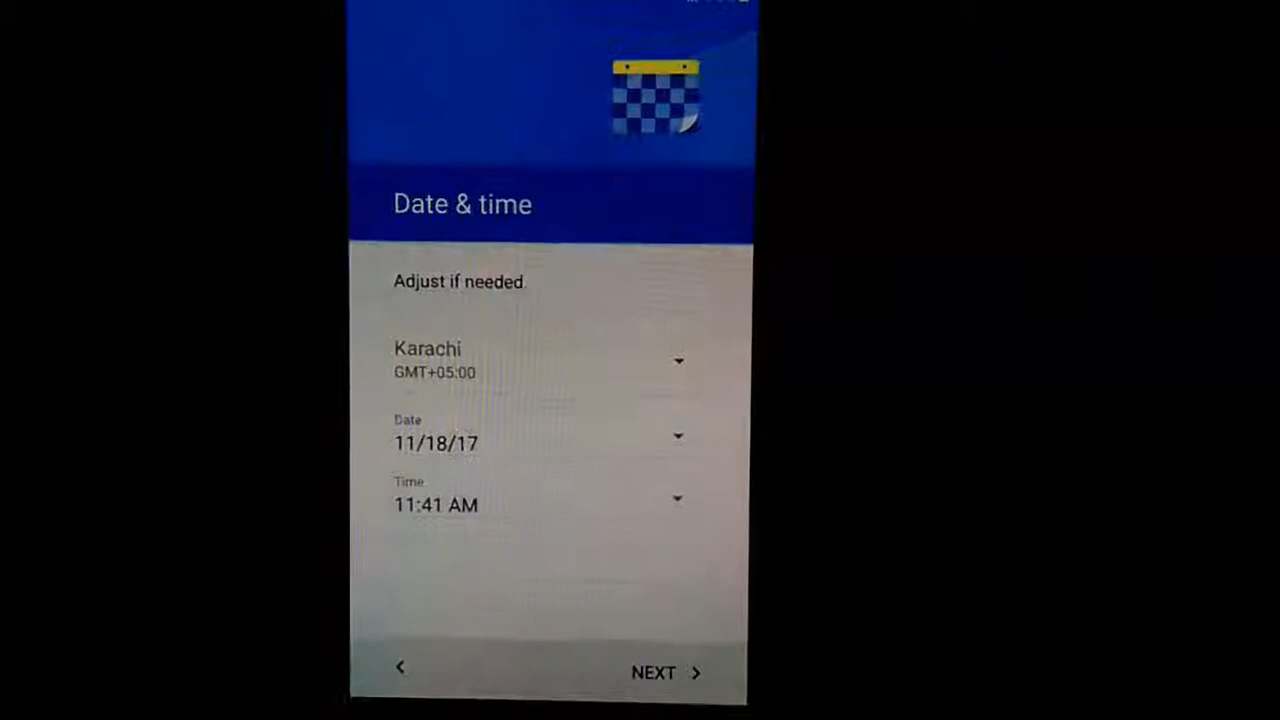 Date & time
Adjust if needed.
Karachi
GMT+05:00
Date
11/18/17
Time
11:41 AM
NEXT